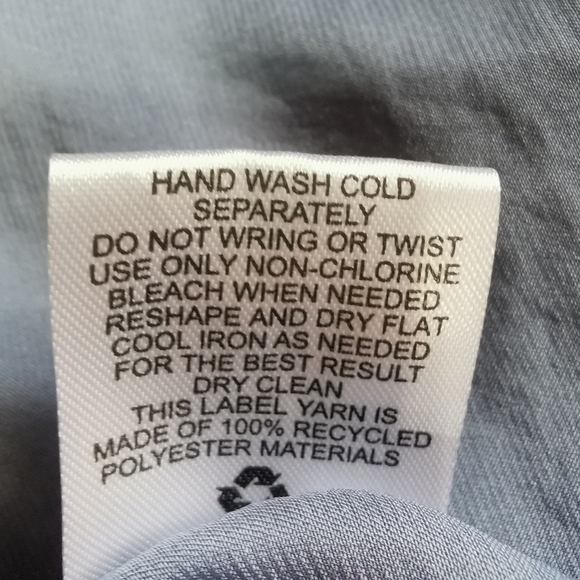 HAND WASH COLD
SEPARATELY
DO NOT WRING OR TWIST
USE ONLY NON-CHLORINE
BLEACH WHEN NEEDED
RESHAPE AND DRY FLAT
COOL IRON AS NEEDED
FOR THE BEST RESULT
DRY CLEAN
THIS LABEL YARN IS
MADE OF 100% RECYCLED
POLYESTER MATERIALS